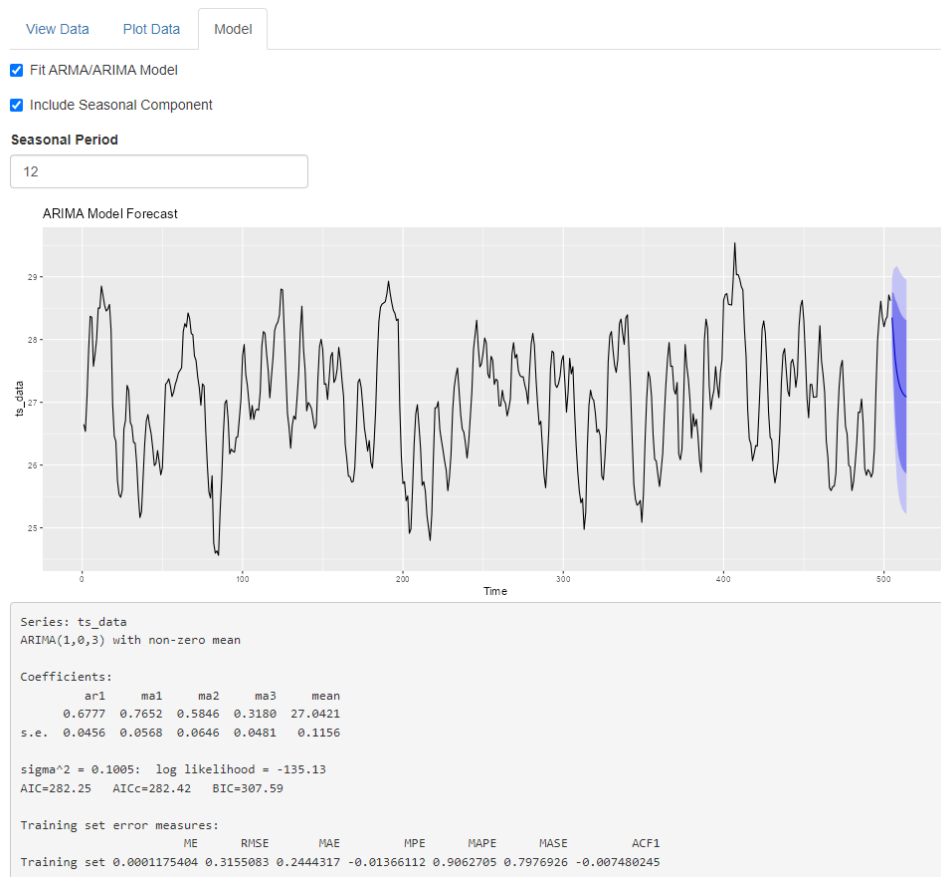 View Data Plot Data Model
Fit ARMA/ARIMA Model
Include Seasonal Component
Seasonal Period
12
ARIMA Model Forecast
29
28
27
26
25
ts_data
0 100 200 300 400 500
Time
Series: ts_data
ARIMA(1,0,3) with non-zero mean
Coefficients:
ar1 ma1 ma2 ma3 mean
0.6777 0.7652 0.5846 0.3180 27.0421
s.e. 0.0456 0.0568 0.0646 0.0481 0.1156
sigma^2 = 0.1005: log likelihood = -135.13
AIC=282.25 AICc=282.42 BIC=307.59
Training set error measures:
ME RMSE MAE MPE MAPE MASE ACF1
Training set 0.0001175404 0.3155083 0.2444317 -0.01366112 0.9062705 0.7976926 -0.007480245